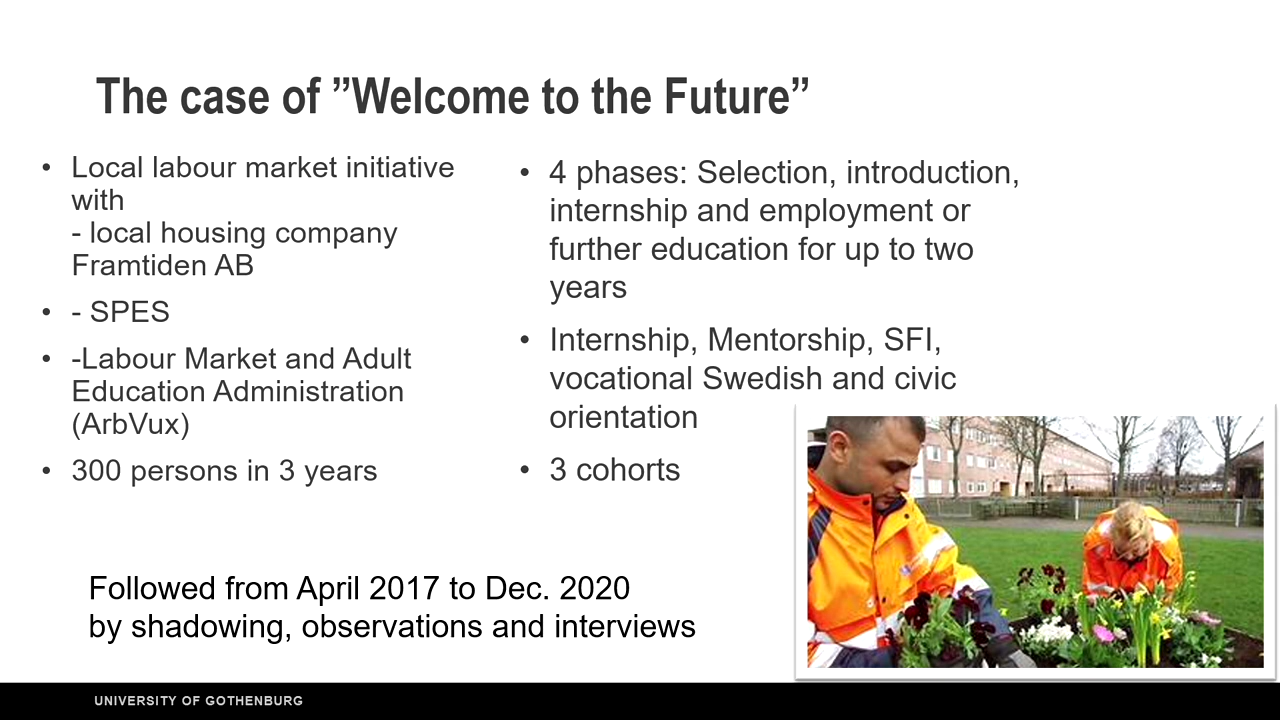 The case of ”Welcome to the Future”
• Local labour market initiative
with
- local housing company
Framtiden AB
• - SPES
• -Labour Market and Adult
Education Administration
(ArbVux)
• 300 persons in 3 years
• 4 phases: Selection, introduction,
internship and employment or
further education for up to two
years
• Internship, Mentorship, SFI,
vocational Swedish and civic
orientation
• 3 cohorts
Followed from April 2017 to Dec. 2020
by shadowing, observations and interviews
UNIVERSITY OF GOTHENBURG